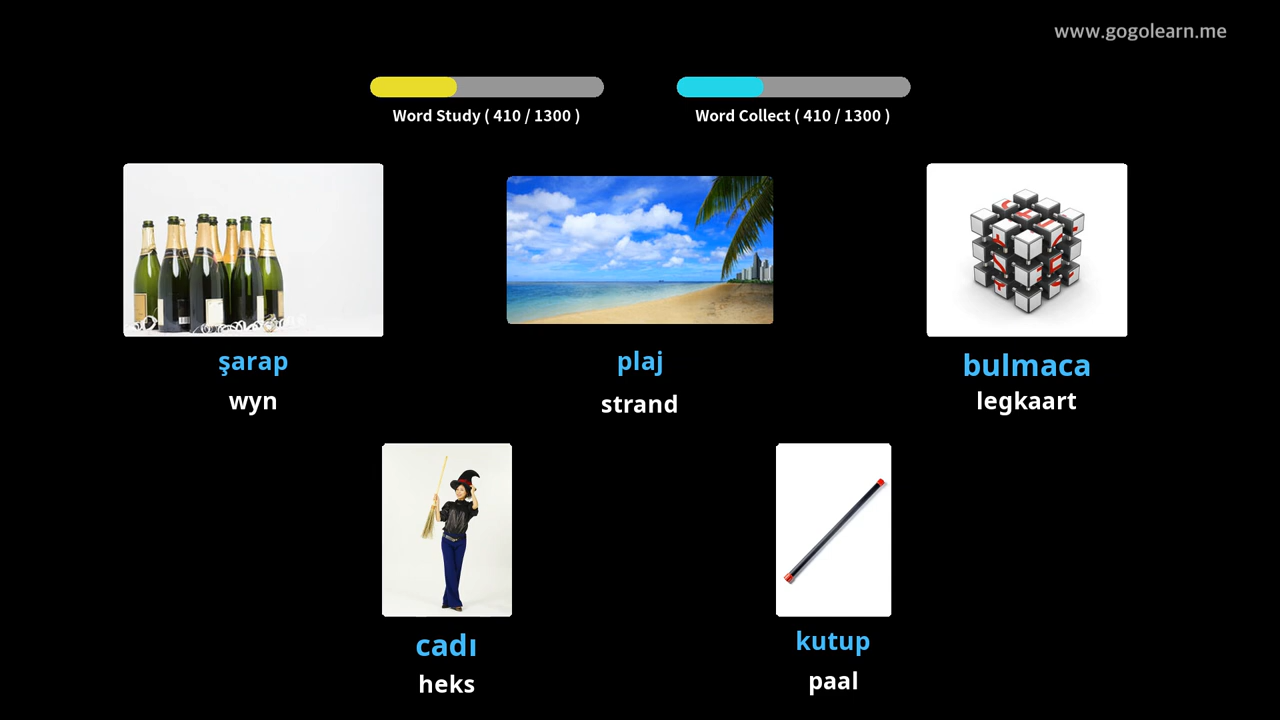 www.gogolearn.me
Word Study ( 410 / 1300 )
Word Collect ( 410 / 1300 )
şarap
wyn
plaj
strand
bulmaca
legkaart
cadı
heks
kutup
paal